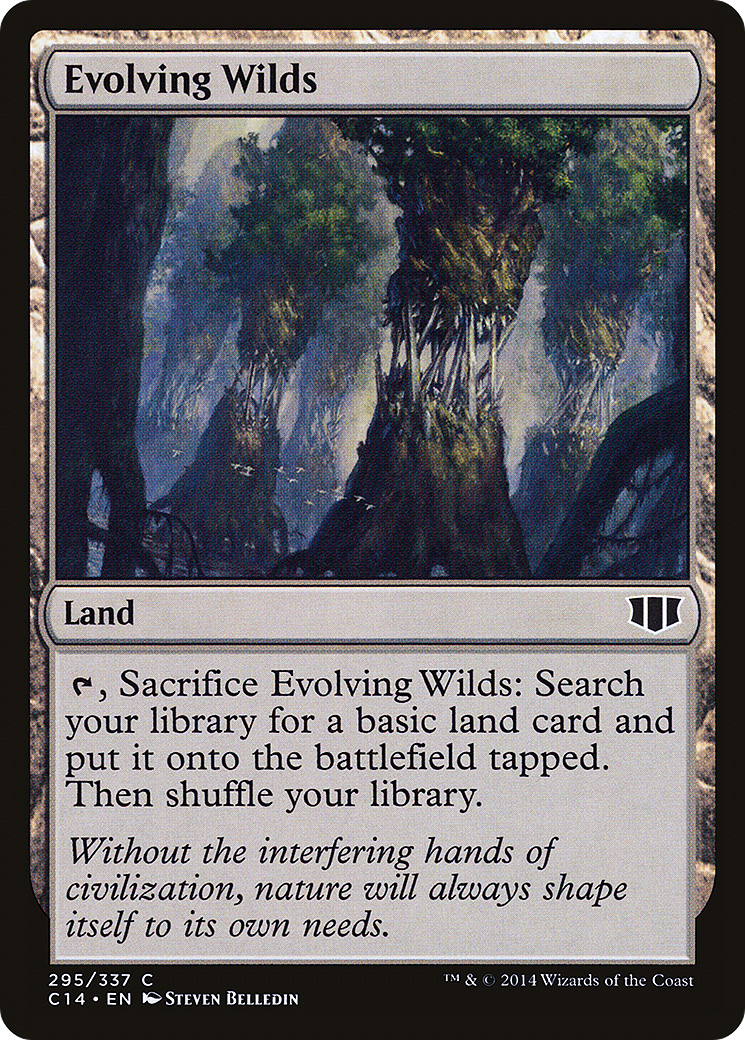 Evolving Wilds
Land
, Sacrifice Evolving Wilds: Search
your library for a basic land card and
put it onto the battlefield tapped.
Then shuffle your library.
Without the interfering hands of
civilization, nature will always shape
itself to its own needs.
295/337 C
™ & © 2014 Wizards of the Coast
C14 • EN Steven Belledin